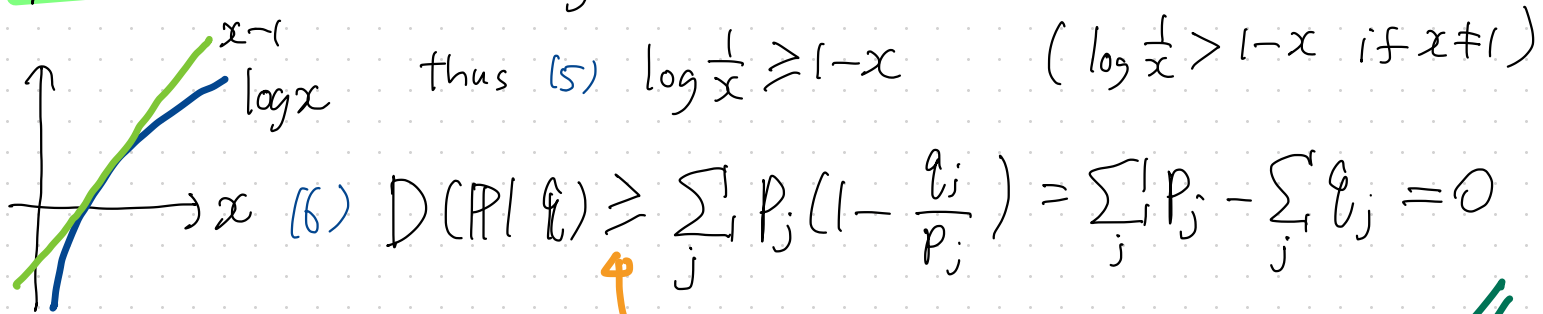 x-1
log x
thus (5) log 1/x ≥ 1-x (log 1/x > 1-x if x≠1)
x
(6) D(P|q) ≥ ∑_j p_j(1 - q_j/p_j) = ∑_j p_j - ∑_j q_j = 0